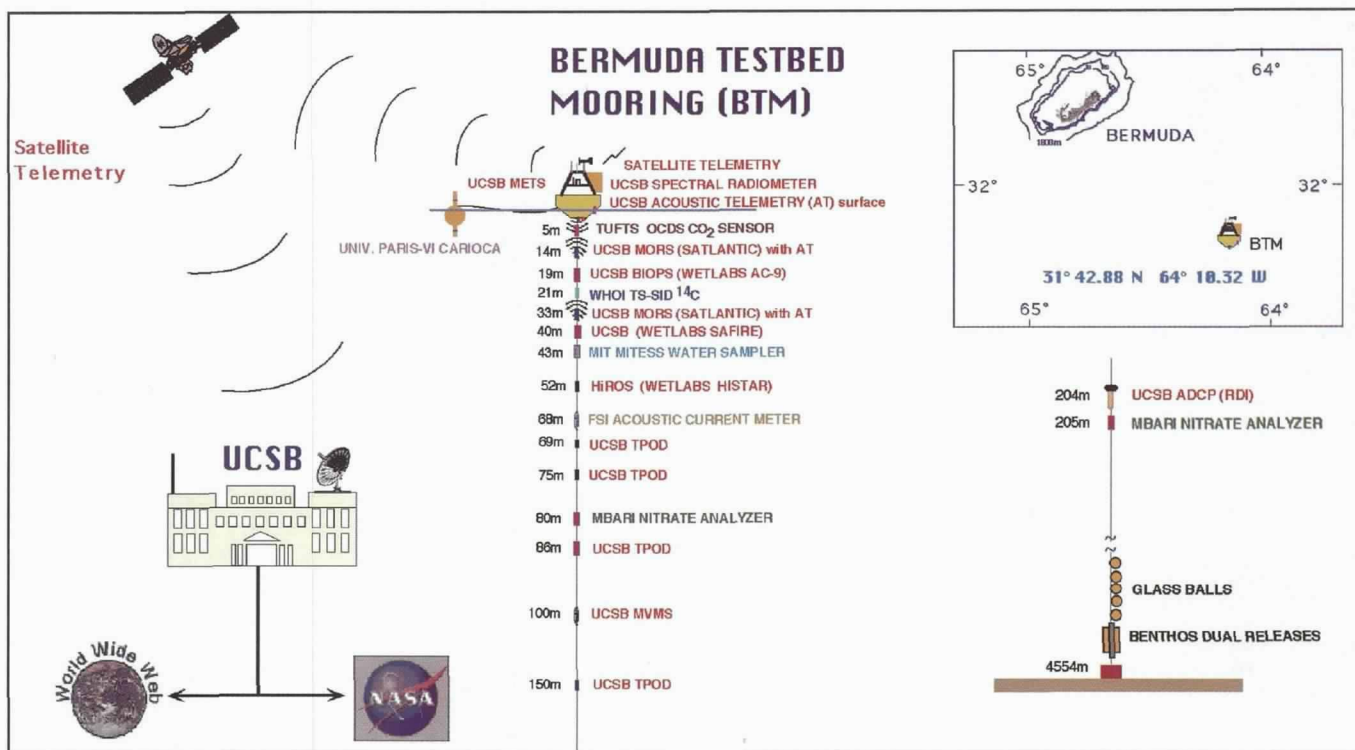 BERMUDA TESTBED
MOORING (BTM)
Satellite
Telemetry
SATELLITE TELEMETRY
UCSB METS
UCSB SPECTRAL RADIOMETER
UCSB ACOUSTIC TELEMETRY (AT) surface
UNIV. PARIS-VI CARIOCA
5m TUFTS OCDS CO2 SENSOR
14m UCSB MORS (SATLANTIC) with AT
19m UCSB BIOPS (WETLABS AC-9)
21m WHOI TS-SID 14C
33m UCSB MORS (SATLANTIC) with AT
40m UCSB (WETLABS SAFIRE)
43m MIT MITESS WATER SAMPLER
52m HiROS (WETLABS HISTAR)
68m FSI ACOUSTIC CURRENT METER
69m UCSB TPOD
75m UCSB TPOD
80m MBARI NITRATE ANALYZER
86m UCSB TPOD
100m UCSB MVMS
150m UCSB TPOD
UCSB
World Wide Web
NASA
65° 64°
BERMUDA
32° 32°
BTM
31° 42.88 N 64° 10.32 W
65° 64°
204m UCSB ADCP (RDI)
205m MBARI NITRATE ANALYZER
GLASS BALLS
BENTHOS DUAL RELEASES
4554m